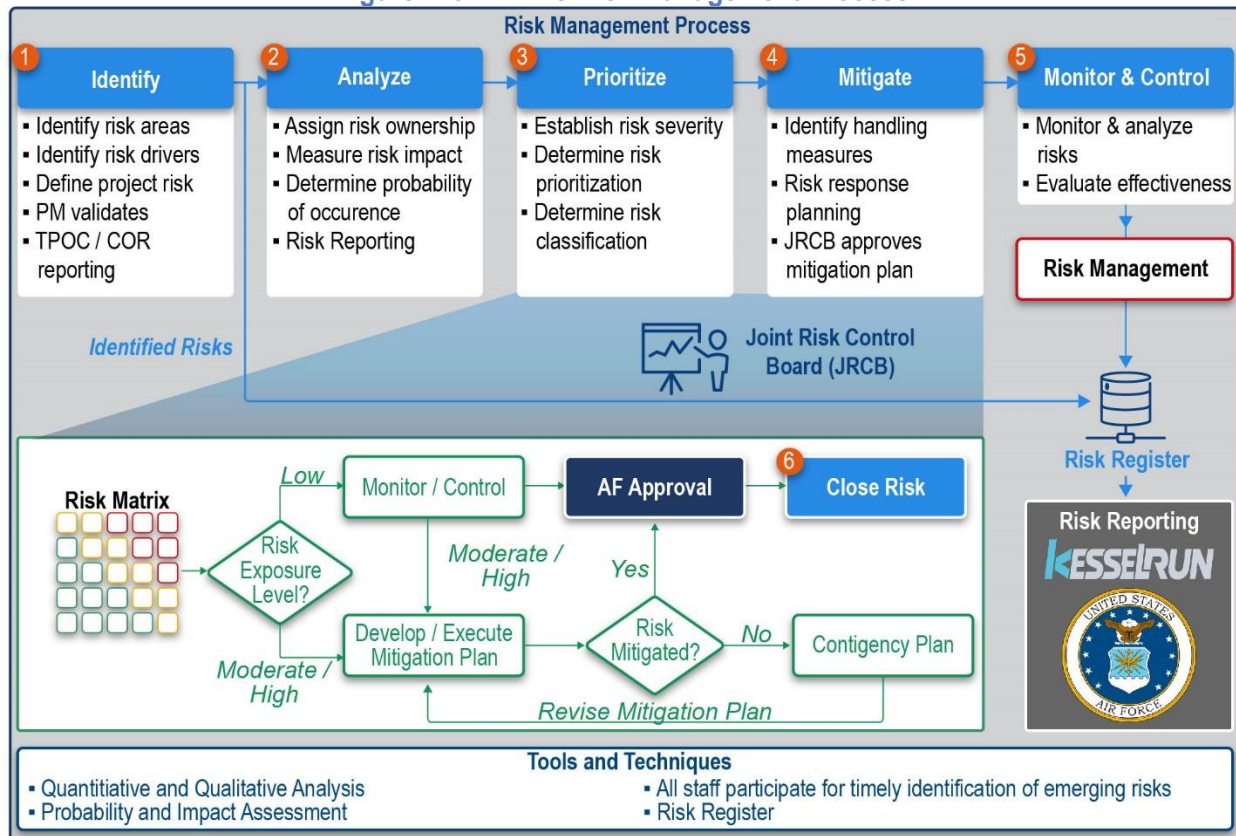 Risk Management Process
1
Identify
▪ Identify risk areas
▪ Identify risk drivers
▪ Define project risk
▪ PM validates
▪ TPOC / COR
reporting
2
Analyze
▪ Assign risk ownership
▪ Measure risk impact
▪ Determine probability
of occurence
▪ Risk Reporting
3
Prioritize
▪ Establish risk severity
▪ Determine risk
prioritization
▪ Determine risk
classification
4
Mitigate
▪ Identify handling
measures
▪ Risk response
planning
▪ JRCB approves
mitigation plan
5
Monitor & Control
▪ Monitor & analyze
risks
▪ Evaluate effectiveness
Risk Management
Identified Risks
Joint Risk Control
Board (JRCB)
Risk Register
Risk Reporting
KESSELRUN
UNITED STATES
AIR FORCE
Risk Matrix
Risk
Exposure
Level?
Low
Monitor / Control
AF Approval
6
Close Risk
Moderate /
High
Yes
Moderate /
High
Develop / Execute
Mitigation Plan
Risk
Mitigated?
No
Contigency Plan
Revise Mitigation Plan
Tools and Techniques
▪ Quantitiative and Qualitative Analysis
▪ Probability and Impact Assessment
▪ All staff participate for timely identification of emerging risks
▪ Risk Register